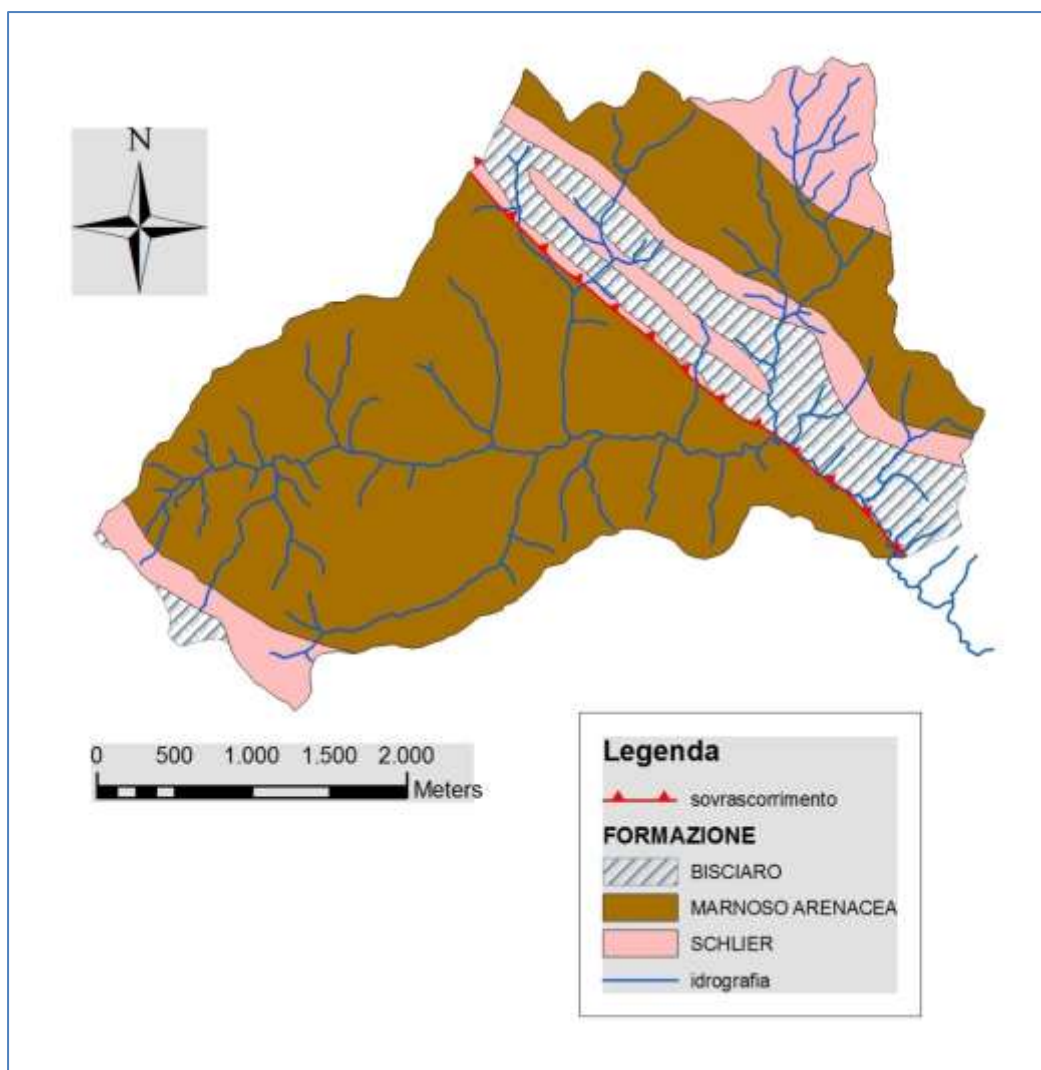 N
0 500 1.000 1.500 2.000
Meters
Legenda
sovrascorrimento
FORMAZIONE
BISCIARO
MARNOSO ARENACEA
SCHLIER
idrografia